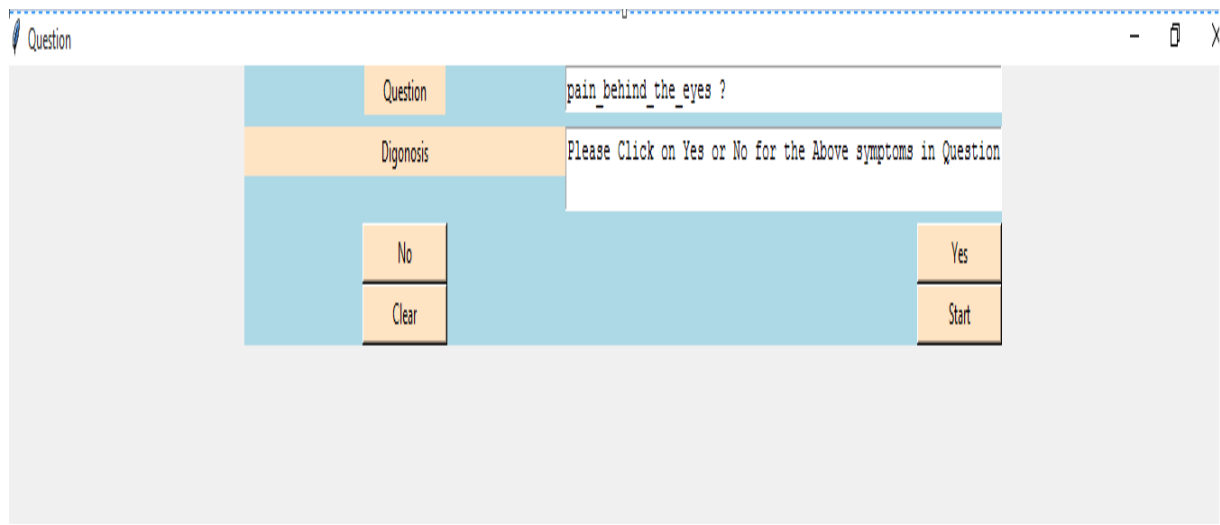 Question
Question pain_behind_the_eyes ?
Digonosis Please Click on Yes or No for the Above symptoms in Question
No Yes
Clear Start